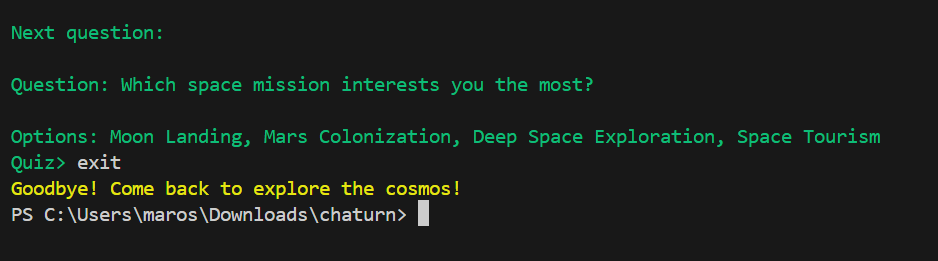 Next question:
Question: Which space mission interests you the most?
Options: Moon Landing, Mars Colonization, Deep Space Exploration, Space Tourism
Quiz> exit
Goodbye! Come back to explore the cosmos!
PS C:\Users\maros\Downloads\chaturn>